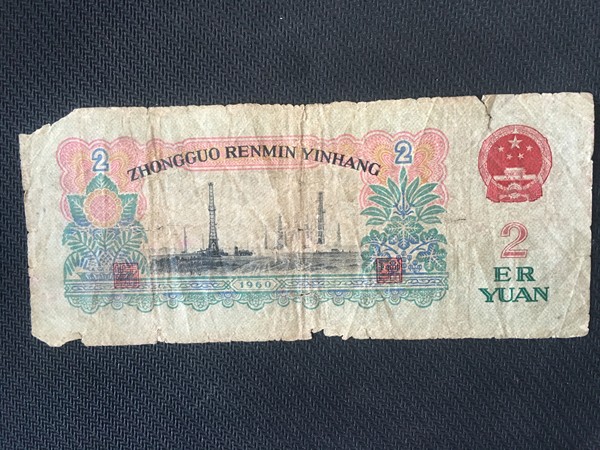 2
ZHONGGUO RENMIN YINHANG
2
1960
2
ER
YUAN